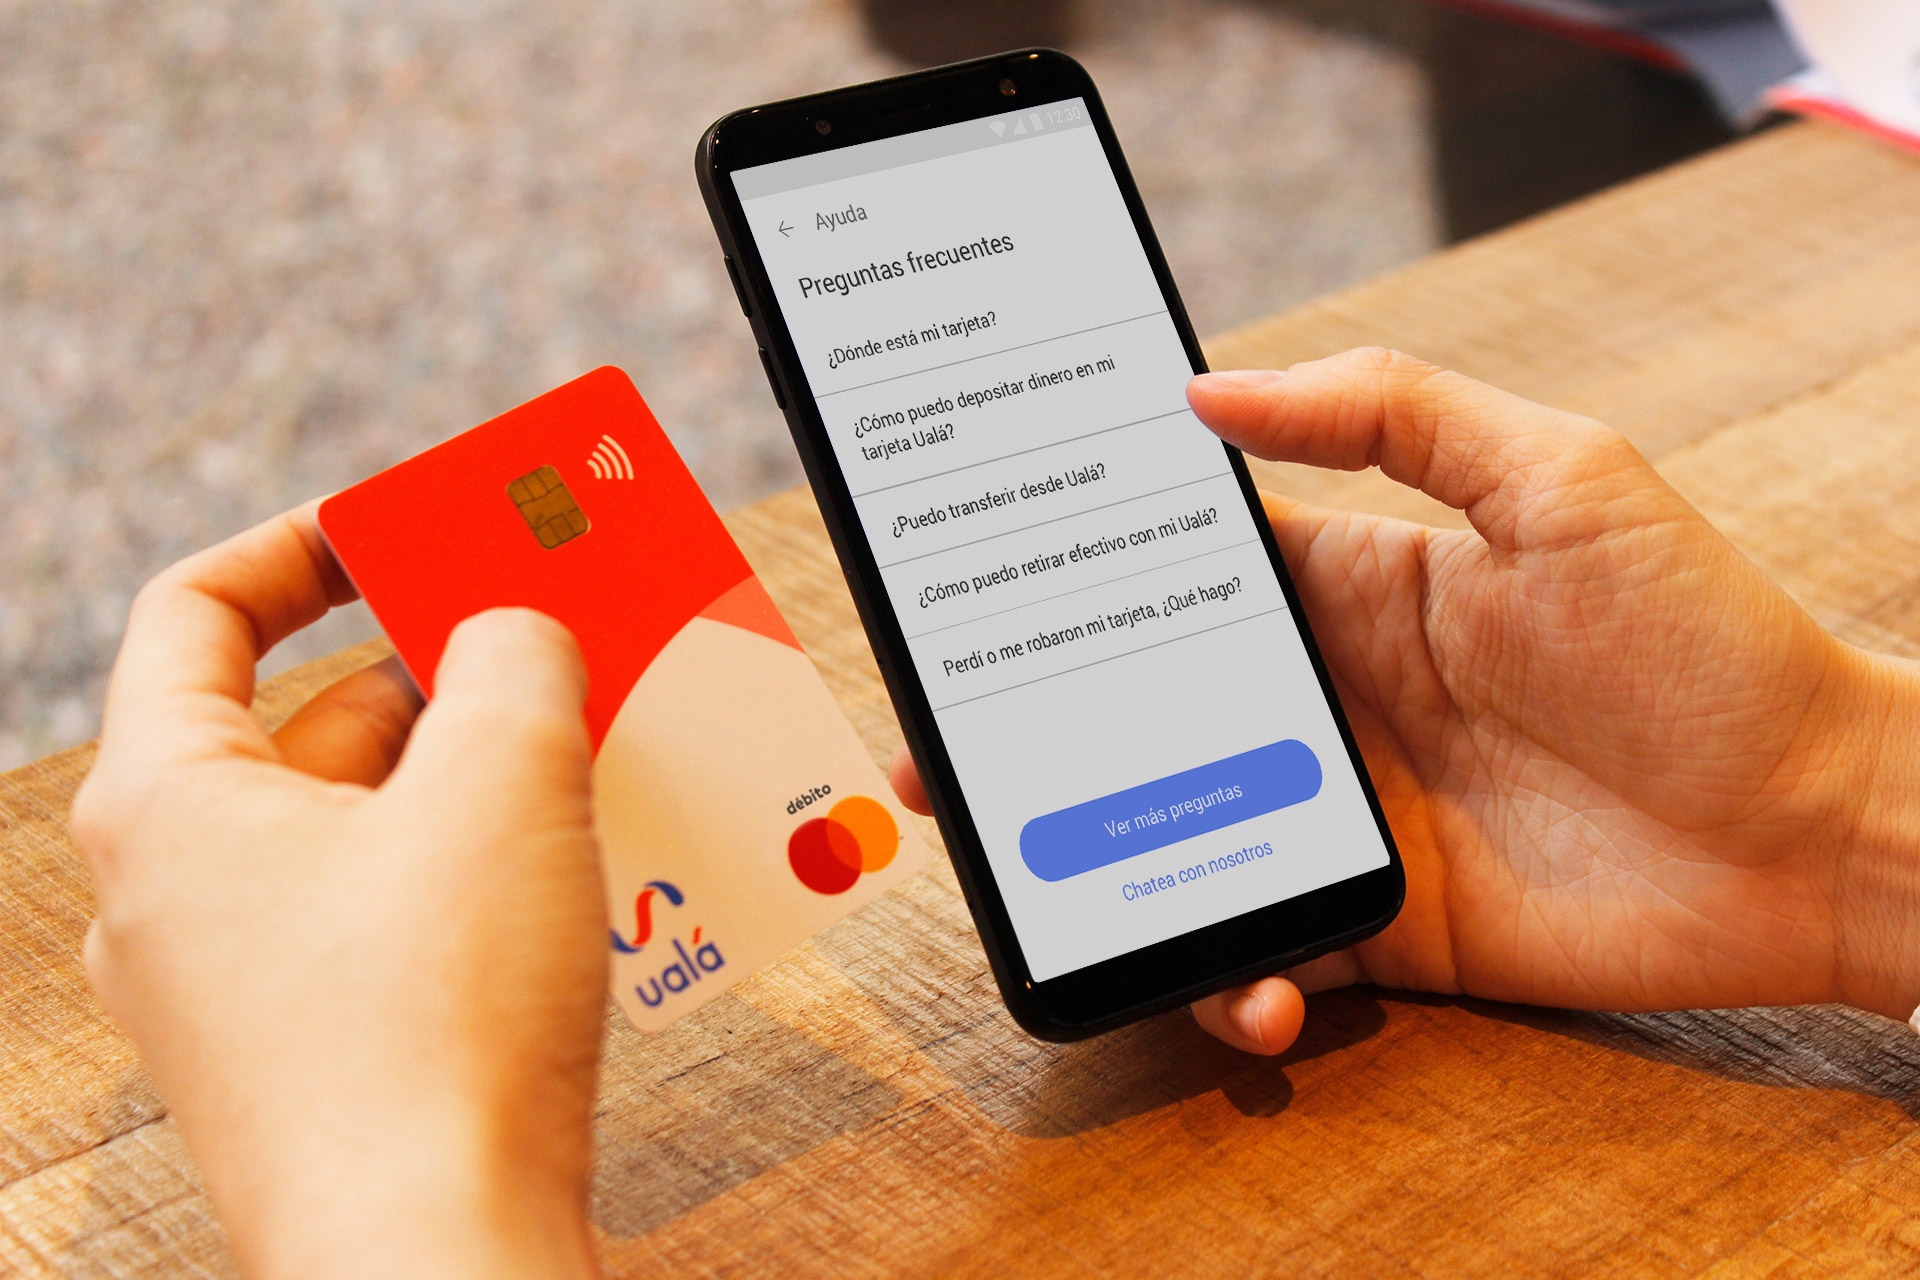 12:30
Ayuda
Preguntas frecuentes
¿Dónde está mi tarjeta?
¿Cómo puedo depositar dinero en mi
tarjeta Ualá?
¿Puedo transferir desde Ualá?
¿Cómo puedo retirar efectivo con mi Ualá?
Perdí o me robaron mi tarjeta, ¿Qué hago?
Ver más preguntas
Chatea con nosotros
débito
ualá